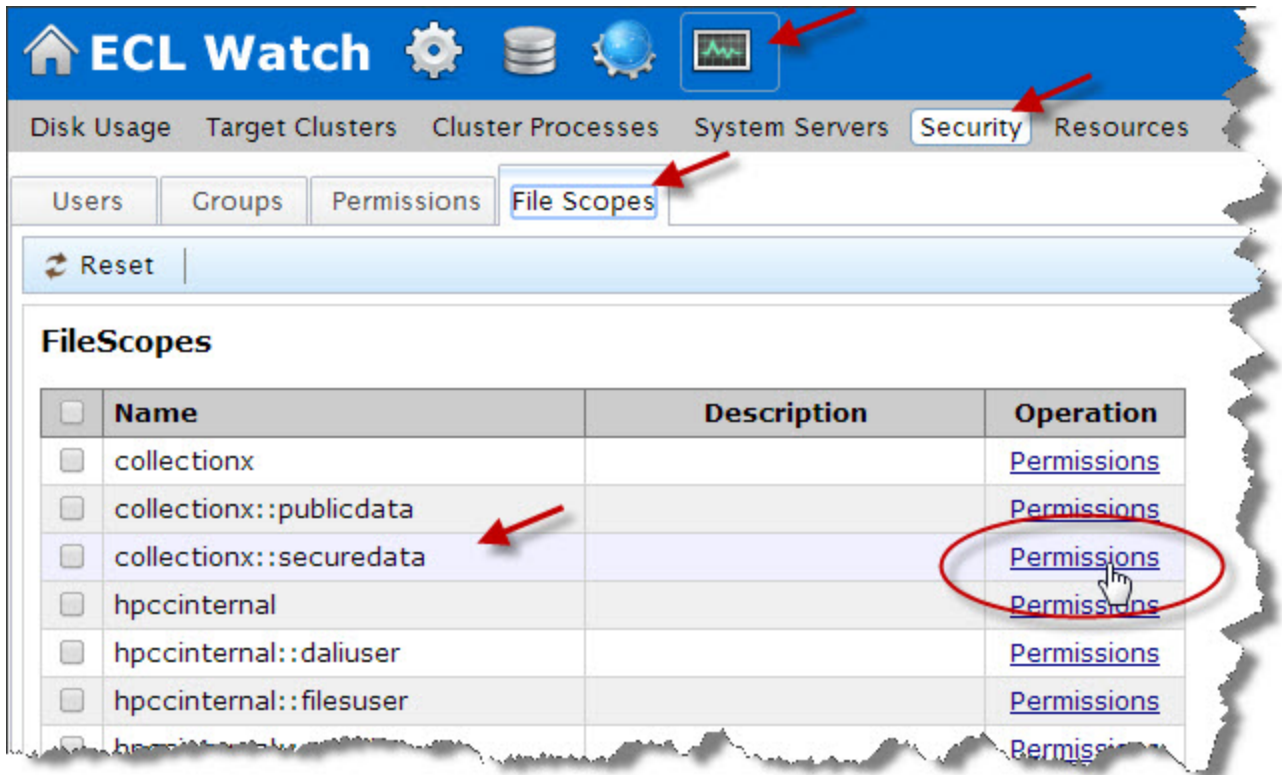 ECL Watch
Disk Usage Target Clusters Cluster Processes System Servers Security Resources
Users Groups Permissions File Scopes
Reset
FileScopes
Name Description Operation
collectionx Permissions
collectionx::publicdata Permissions
collectionx::securedata Permissions
hpccinternal Permissions
hpccinternal::daliuser Permissions
hpccinternal::filesuser Permissions